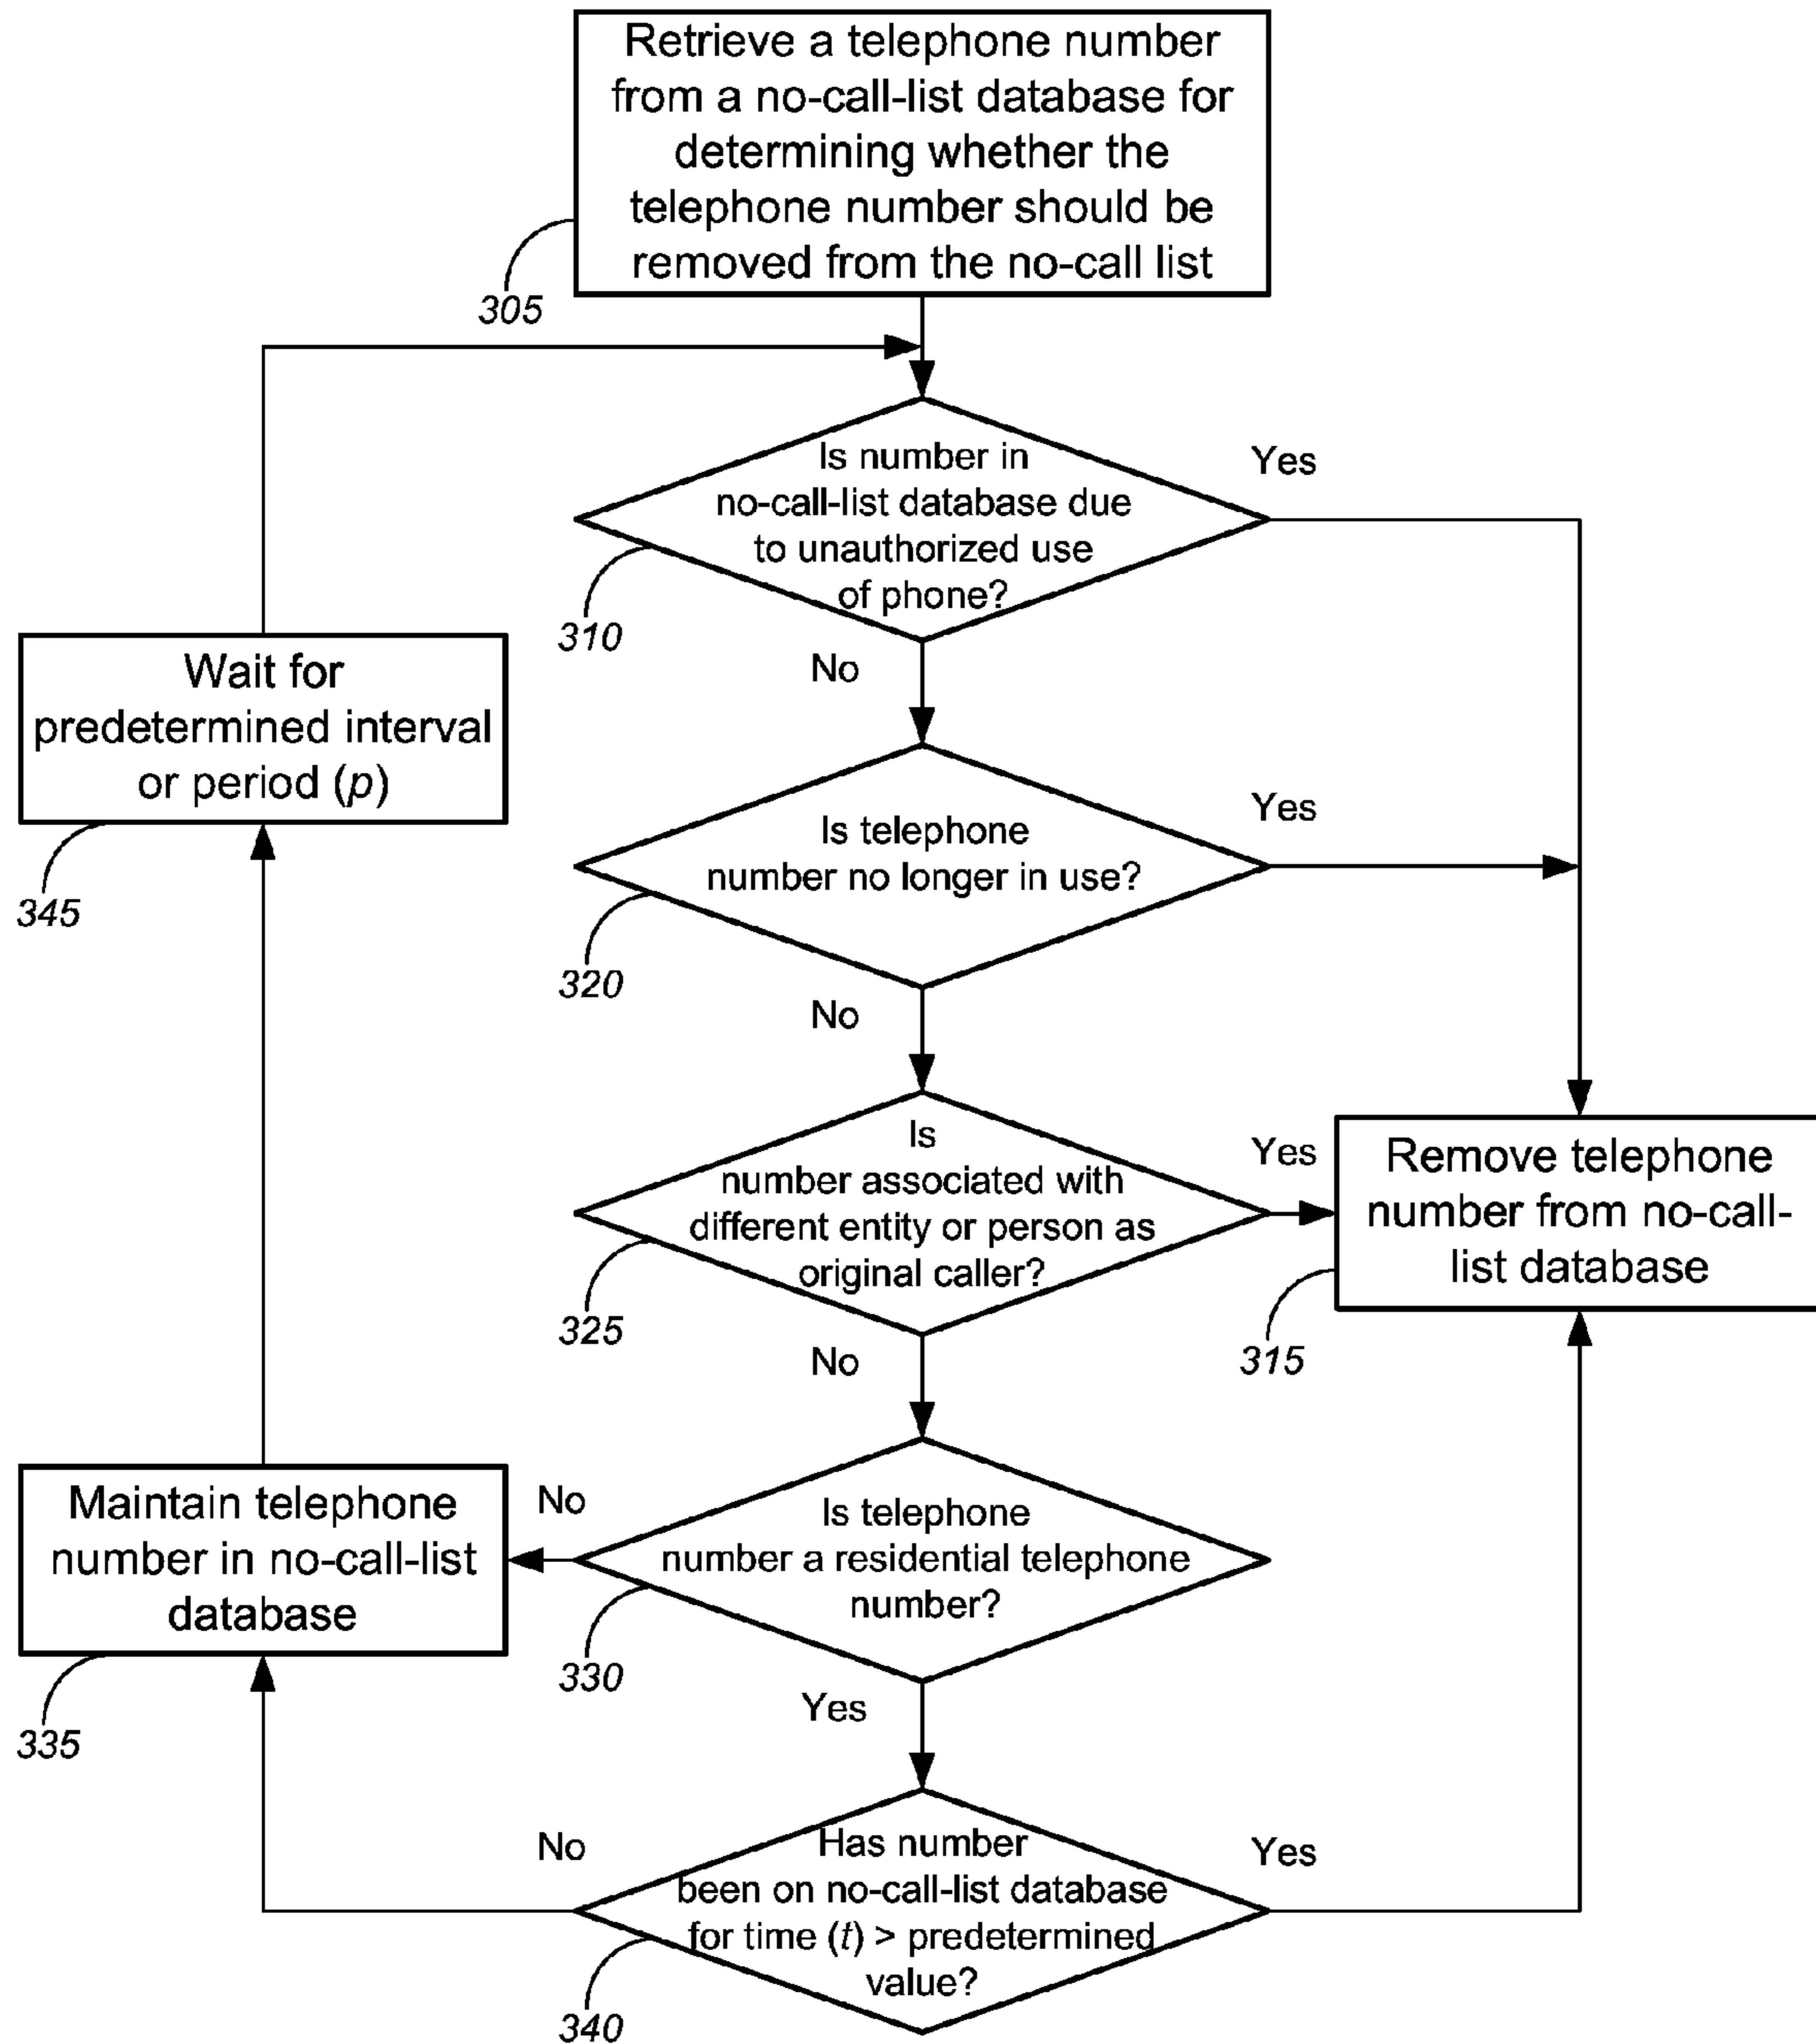 Retrieve a telephone number
from a no-call-list database for
determining whether the
telephone number should be
removed from the no-call list
305
Is number in
no-call-list database due
to unauthorized use
of phone?
Yes
310
No
Wait for
predetermined interval
or period (p)
345
Is telephone
number no longer in use?
Yes
320
No
Is
number associated with
different entity or person as
original caller?
Yes
325
No
Remove telephone
number from no-call-
list database
315
Is telephone
number a residential telephone
number?
No
330
Yes
Maintain telephone
number in no-call-list
database
335
Has number
been on no-call-list database
for time (t) > predetermined
value?
No
Yes
340